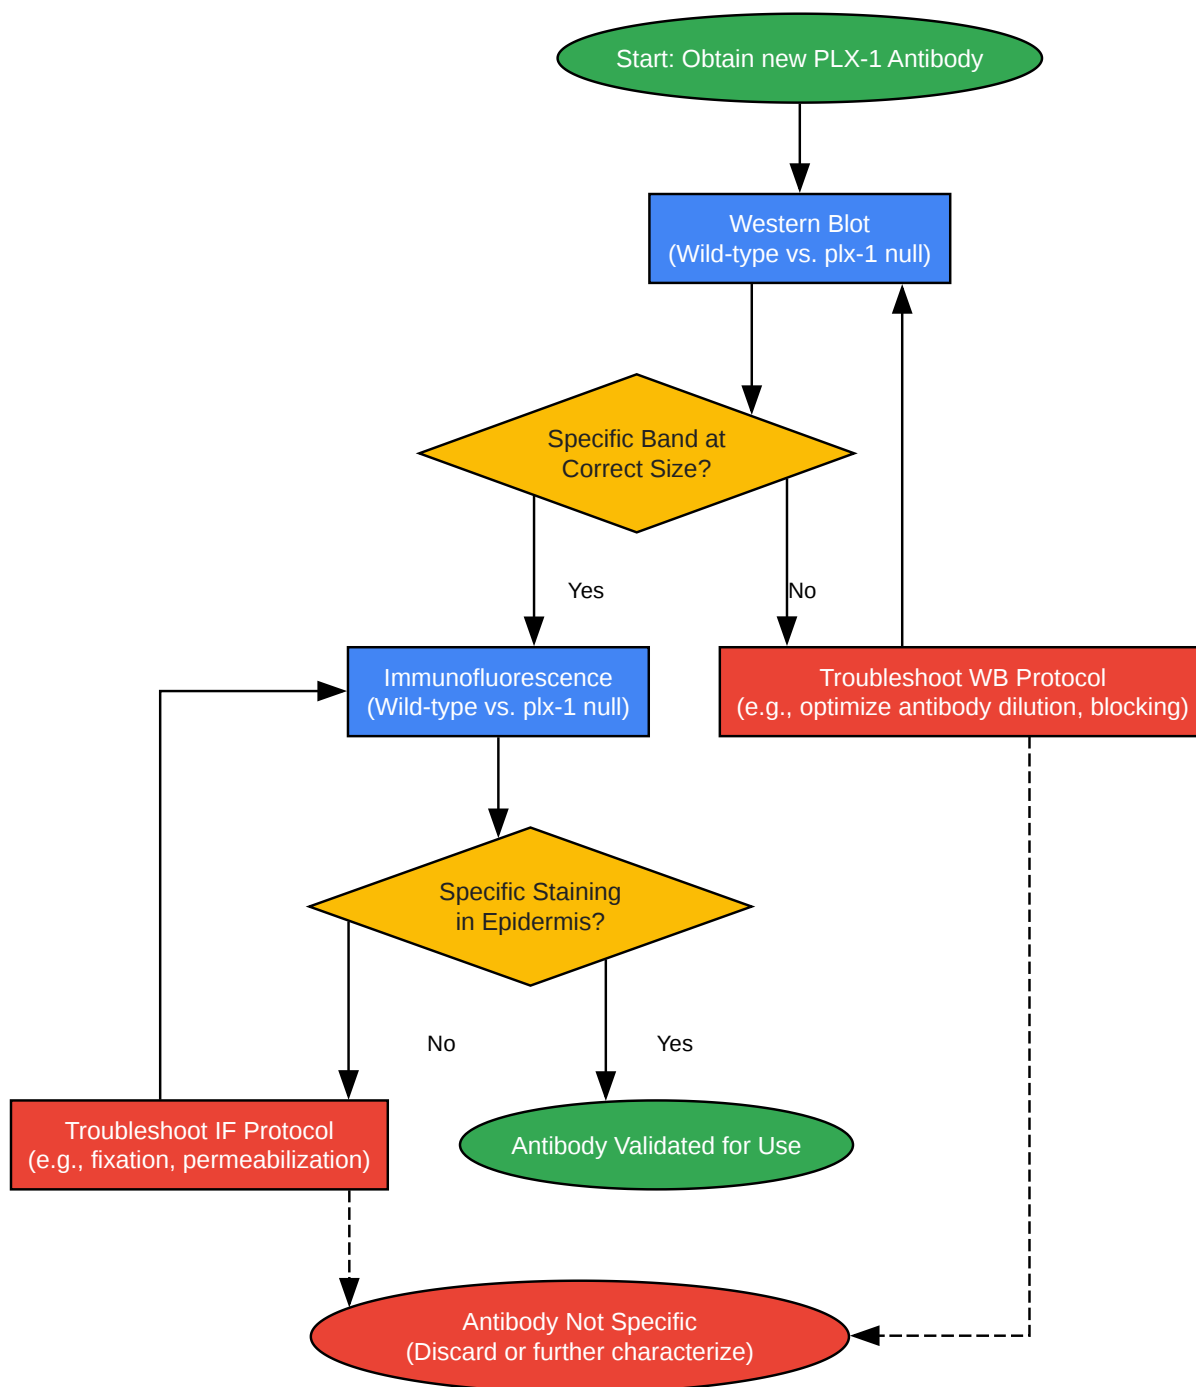 Start: Obtain new PLX-1 Antibody
Western Blot
(Wild-type vs. plx-1 null)
Specific Band at
Correct Size?
Yes
No
Immunofluorescence
(Wild-type vs. plx-1 null)
Troubleshoot WB Protocol
(e.g., optimize antibody dilution, blocking)
Specific Staining
in Epidermis?
No
Yes
Troubleshoot IF Protocol
(e.g., fixation, permeabilization)
Antibody Validated for Use
Antibody Not Specific
(Discard or further characterize)